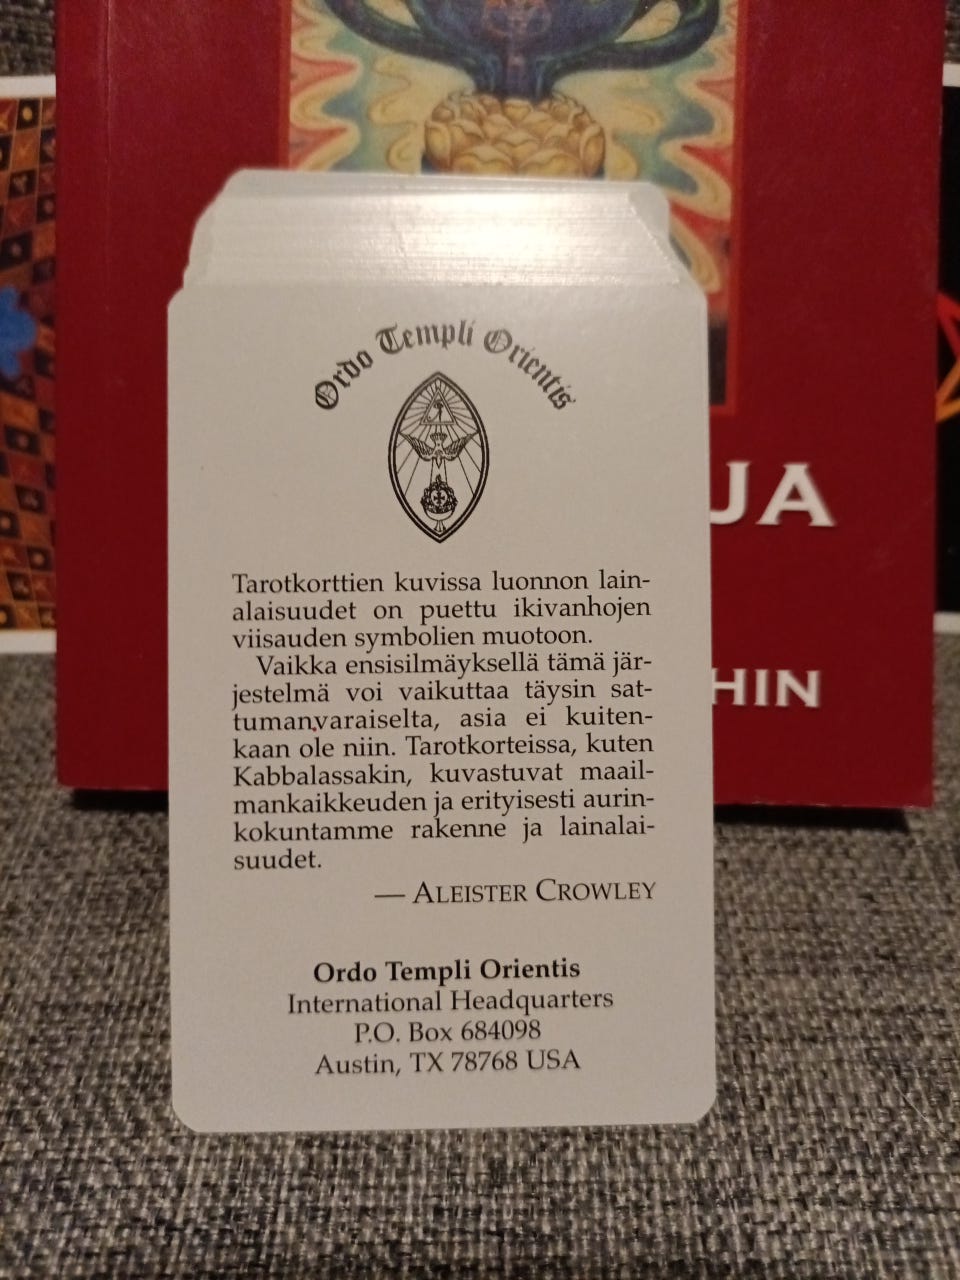 Ordo Templi Orientis
Tarotkorttien kuvissa luonnon lain-
alaisuudet on puettu ikivanhojen
viisauden symbolien muotoon.
Vaikka ensisilmäyksellä tämä jär-
jestelmä voi vaikuttaa täysin sat-
tumanvaraiselta, asia ei kuiten-
kaan ole niin. Tarotkorteissa, kuten
Kabbalassakin, kuvastuvat maail-
mankaikkeuden ja erityisesti aurin-
kokuntamme rakenne ja lainalai-
suudet.
— ALEISTER CROWLEY
Ordo Templi Orientis
International Headquarters
P.O. Box 684098
Austin, TX 78768 USA
UJA
HIN